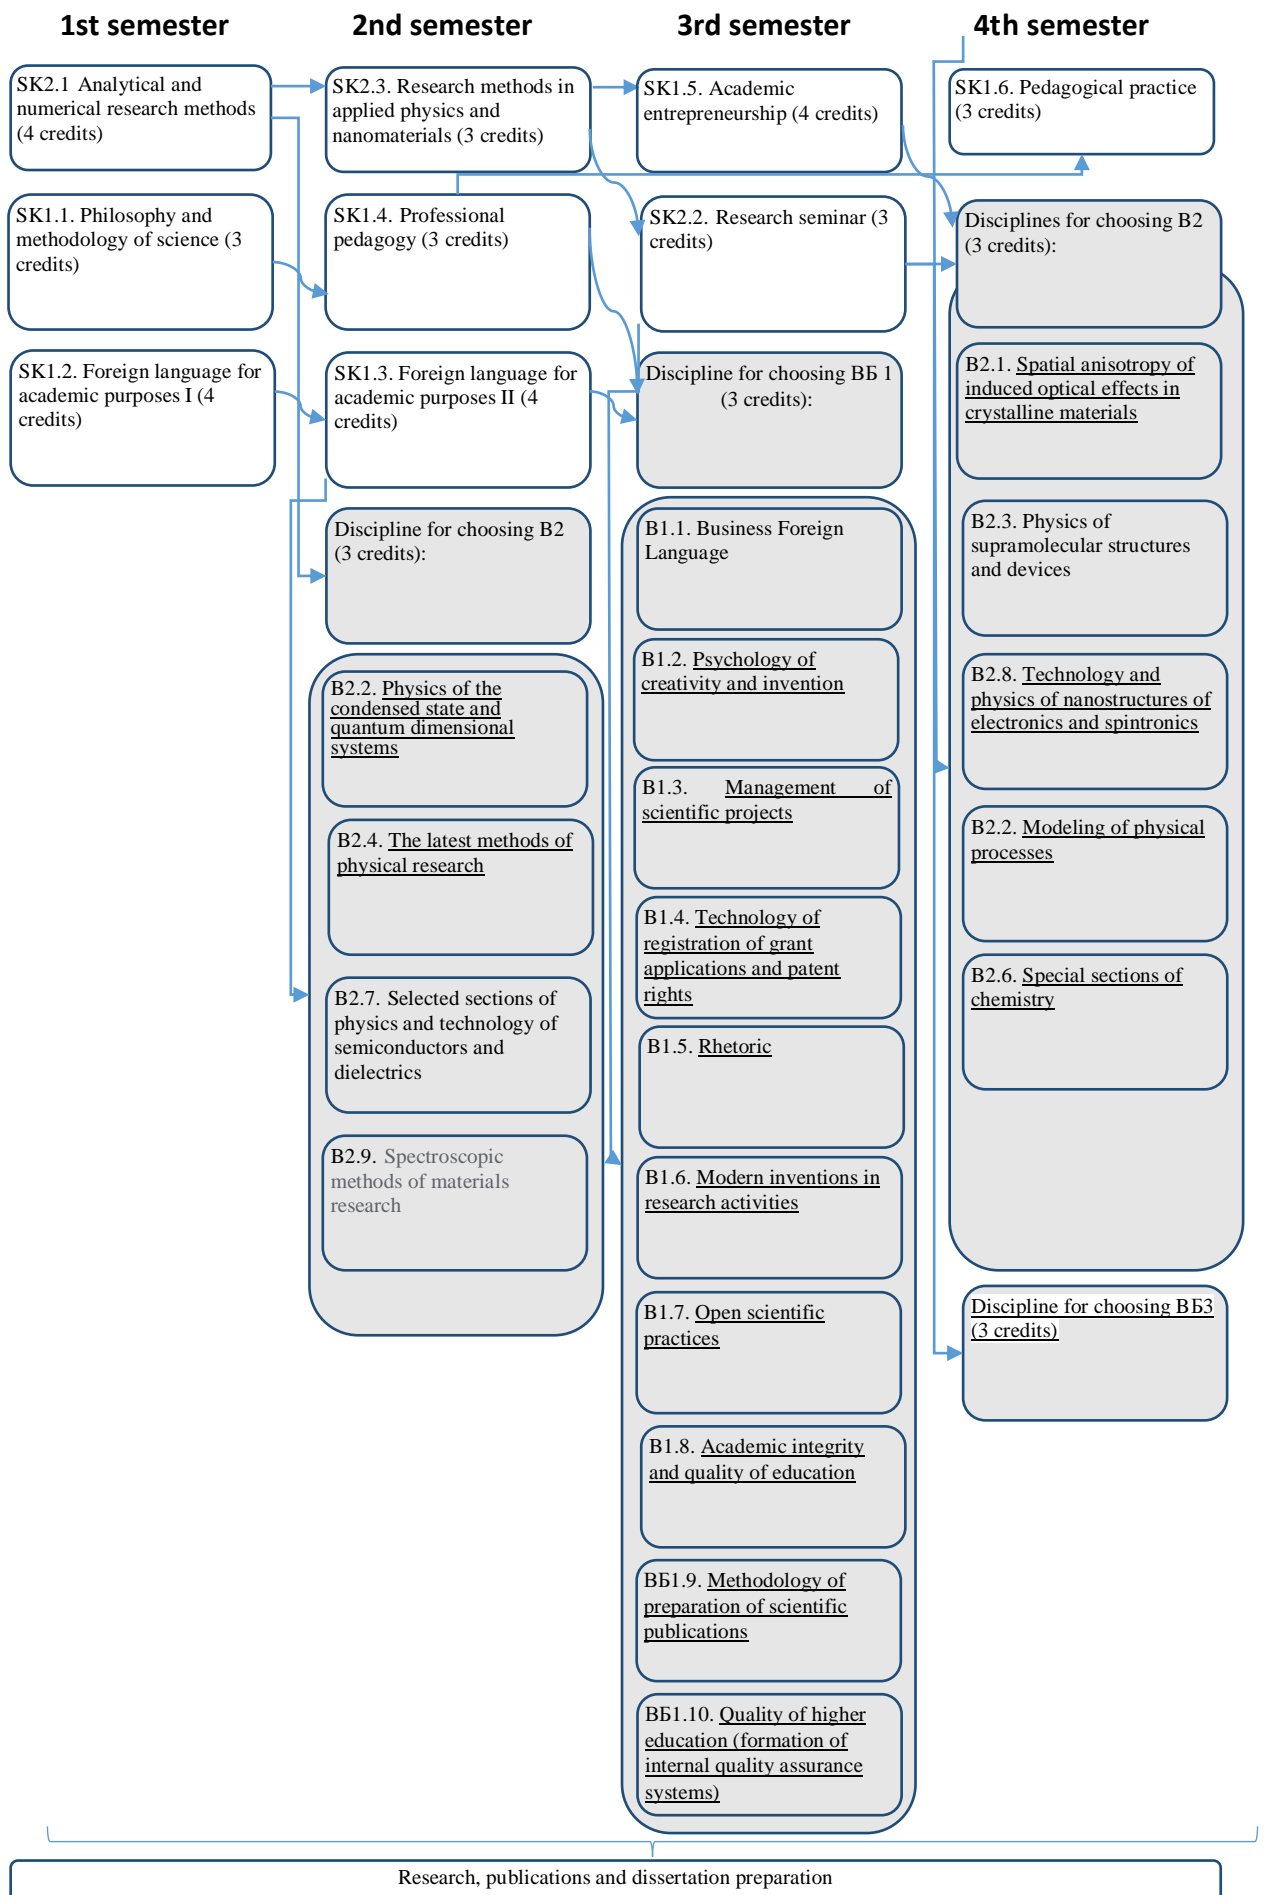 1st semester
2nd semester
3rd semester
4th semester
SK2.1 Analytical and
numerical research methods
(4 credits)
SK1.1. Philosophy and
methodology of science (3
credits)
SK1.2. Foreign language for
academic purposes I (4
credits)
SK2.3. Research methods in
applied physics and
nanomaterials (3 credits)
SK1.4. Professional
pedagogy (3 credits)
SK1.3. Foreign language for
academic purposes II (4
credits)
Discipline for choosing B2
(3 credits):
B2.2. Physics of the
condensed state and
quantum dimensional
systems
B2.4. The latest methods of
physical research
B2.7. Selected sections of
physics and technology of
semiconductors and
dielectrics
B2.9. Spectroscopic
methods of materials
research
SK1.5. Academic
entrepreneurship (4 credits)
SK2.2. Research seminar (3
credits)
Discipline for choosing ВБ 1
(3 credits):
B1.1. Business Foreign
Language
B1.2. Psychology of
creativity and invention
B1.3. Management of
scientific projects
B1.4. Technology of
registration of grant
applications and patent
rights
B1.5. Rhetoric
B1.6. Modern inventions in
research activities
B1.7. Open scientific
practices
B1.8. Academic integrity
and quality of education
ВБ1.9. Methodology of
preparation of scientific
publications
ВБ1.10. Quality of higher
education (formation of
internal quality assurance
systems)
SK1.6. Pedagogical practice
(3 credits)
Disciplines for choosing B2
(3 credits):
B2.1. Spatial anisotropy of
induced optical effects in
crystalline materials
B2.3. Physics of
supramolecular structures
and devices
B2.8. Technology and
physics of nanostructures of
electronics and spintronics
B2.2. Modeling of physical
processes
B2.6. Special sections of
chemistry
Discipline for choosing ВБ3
(3 credits)
Research, publications and dissertation preparation